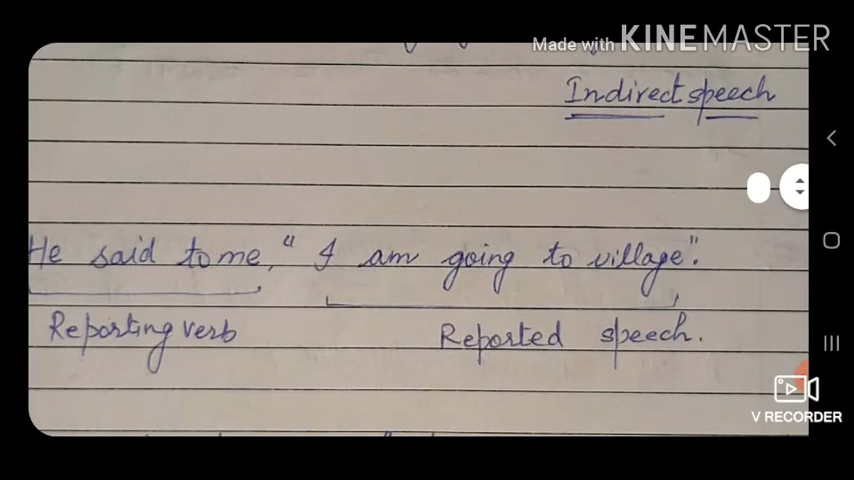 Made with KINEMASTER
Indirect speech
He said to me, " I am going to village".
Reporting verb
Reported speech.
V RECORDER